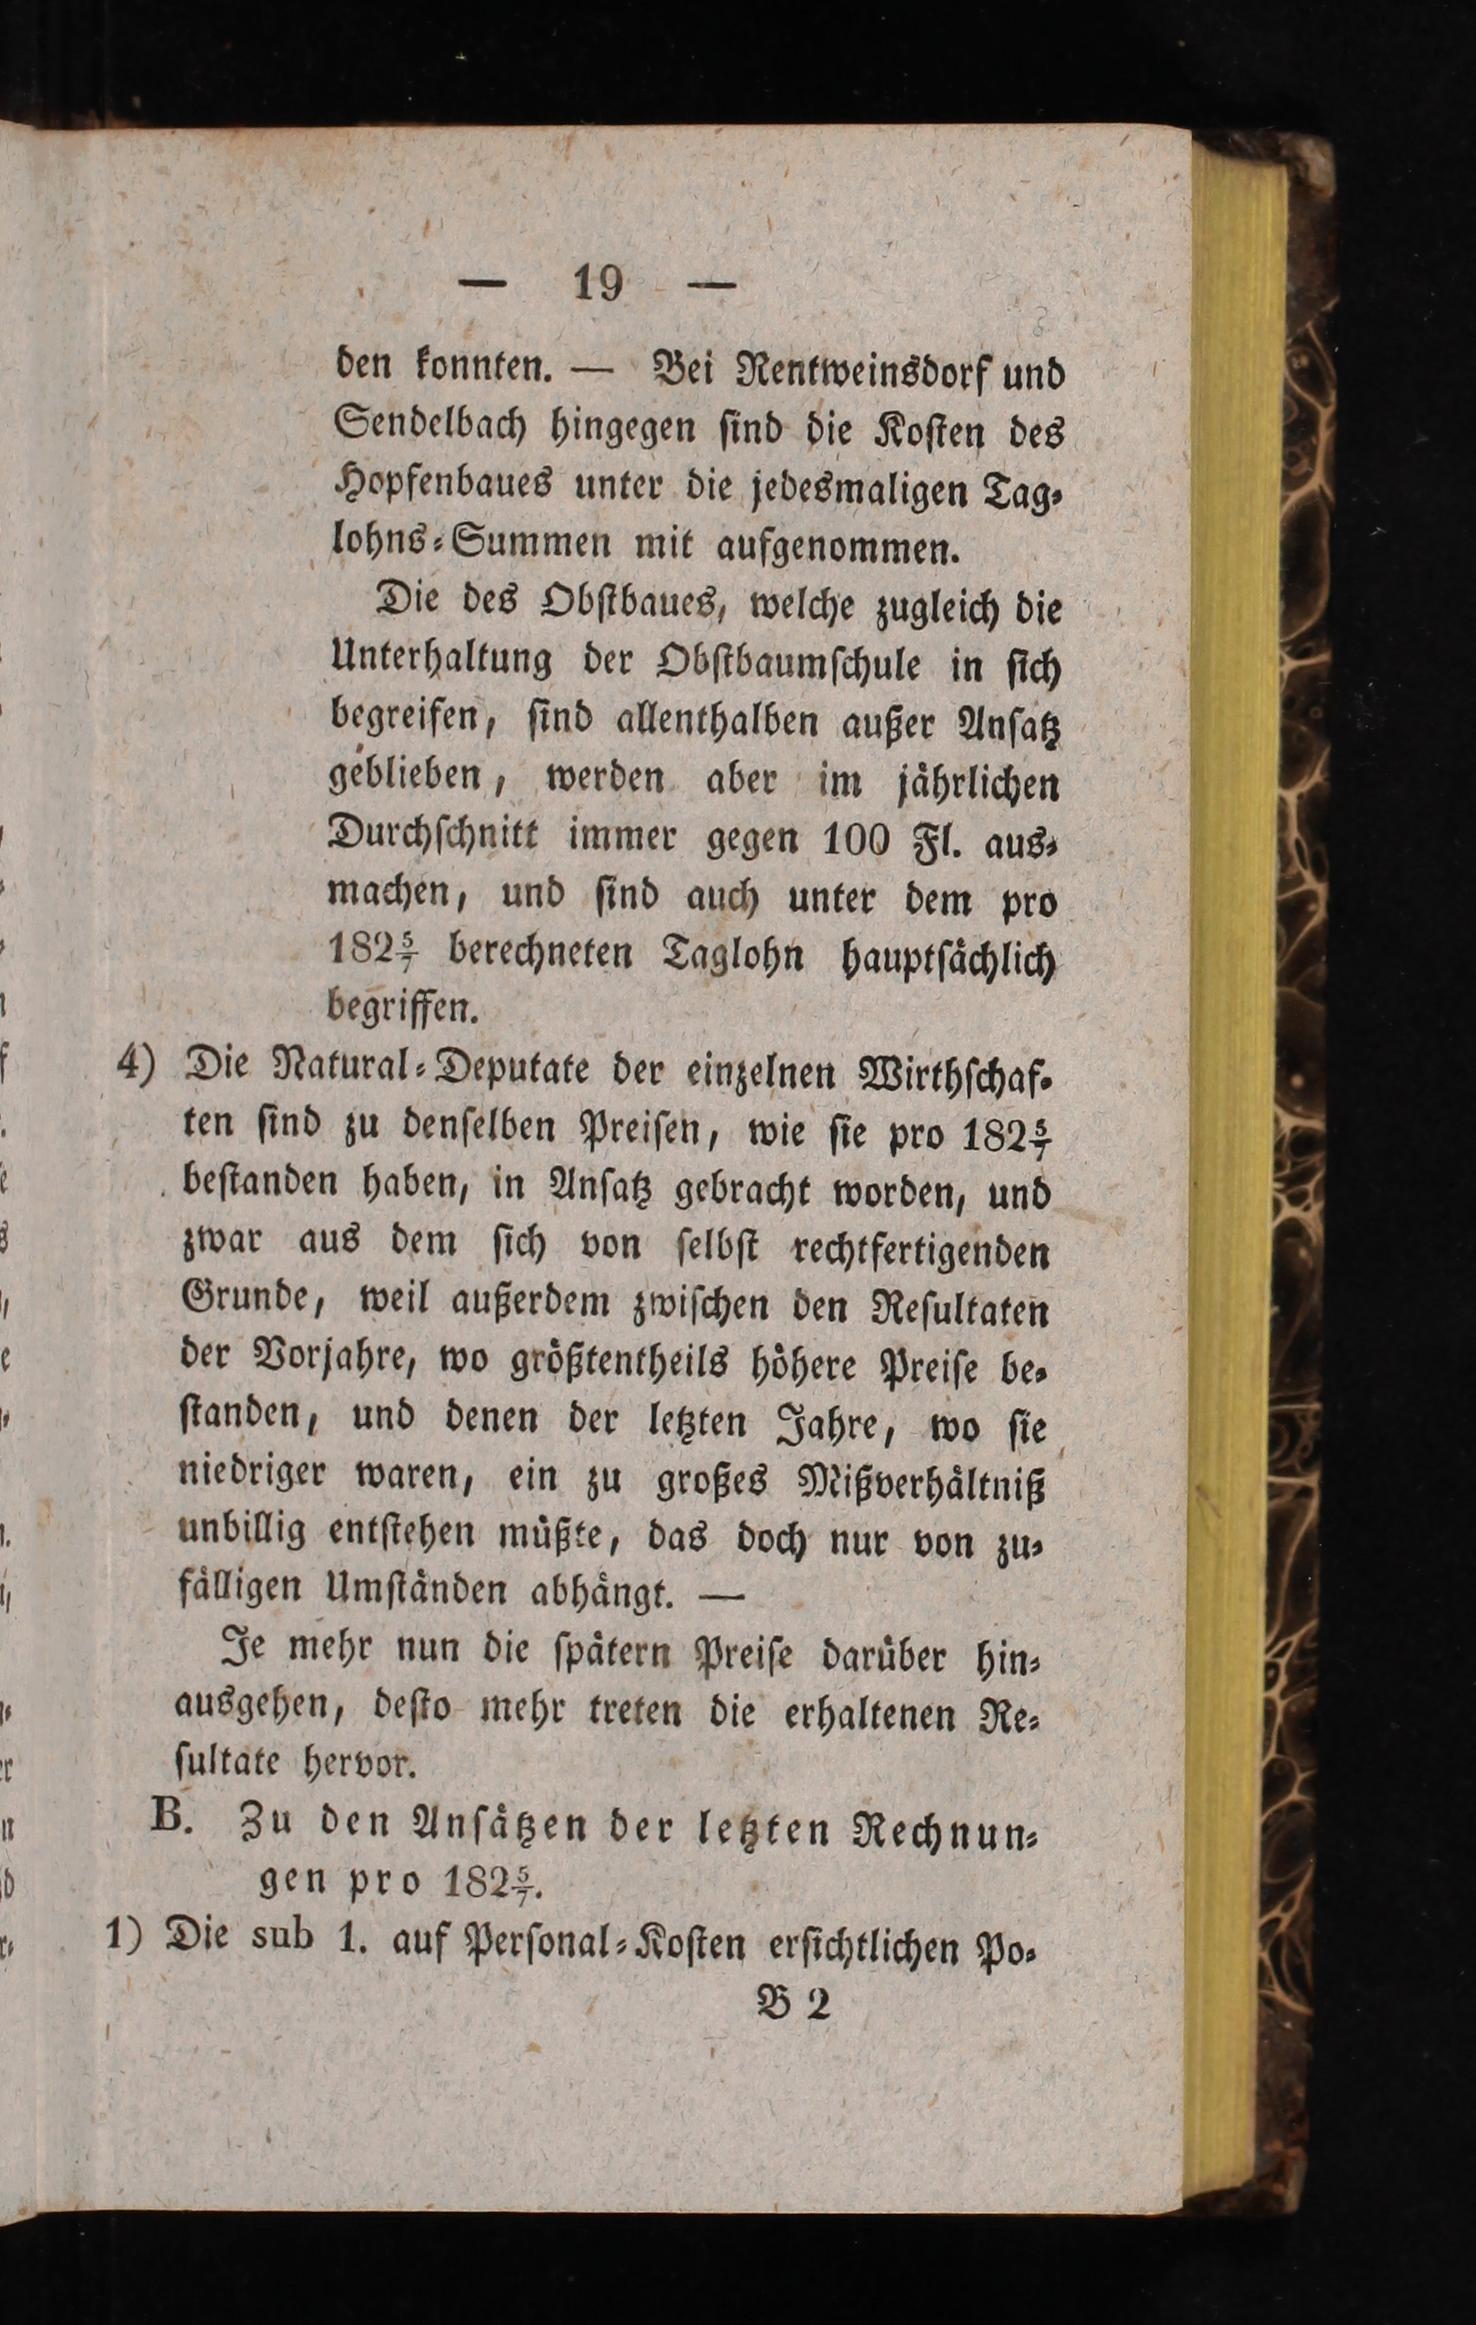 — 19 —
den konnten. — Bei Rentweinsdorf und
Sendelbach hingegen ſind die Koſten des
Hopfenbaues unter die jedesmaligen Tag⸗
lohns⸗Summen mit aufgenommen.
Die des Obſtbaues, welche zugleich die
Unterhaltung der Obſtbaumſchule in ſich
begreifen, ſind allenthalben außer Anſatz
geblieben, werden aber im jährlichen
Durchſchnitt immer gegen 100 Fl. aus⸗
machen, und ſind auch unter dem pro
182 5/7 berechneten Taglohn hauptſächlich
begriffen.
4) Die Natural⸗Deputate der einzelnen Wirthſchaf⸗
ten ſind zu denſelben Preiſen, wie ſie pro 182 5/7
beſtanden haben, in Anſatz gebracht worden, und
zwar aus dem ſich von ſelbſt rechtfertigenden
Grunde, weil außerdem zwiſchen den Reſultaten
der Vorjahre, wo größtentheils höhere Preiſe be⸗
ſtanden, und denen der letzten Jahre, wo ſie
niedriger waren, ein zu großes Mißverhältniß
unbillig entſtehen müßte, das doch nur von zu⸗
fälligen Umſtänden abhängt. —
Je mehr nun die ſpätern Preiſe darüber hin⸗
ausgehen, deſto mehr treten die erhaltenen Re⸗
ſultate hervor.
B. Zu den Anſätzen der letzten Rechnun⸗
gen pro 182 5/7.
1) Die sub 1. auf Perſonal⸗Koſten erſichtlichen Po⸗
B 2